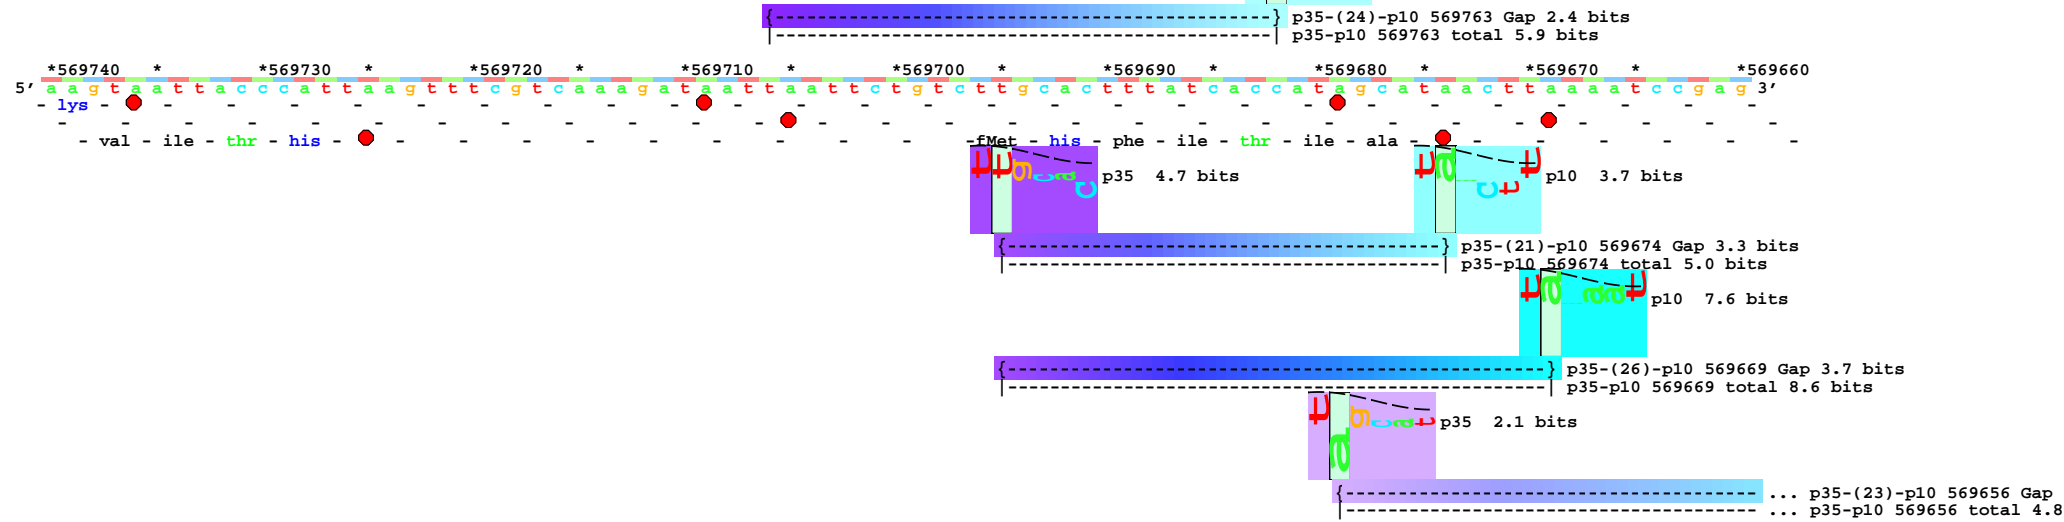 {------------------------------------------------} p35-(24)-p10 569763 Gap 2.4 bits
|-----------------------------------------------| p35-p10 569763 total 5.9 bits
*569740 * *569730 * *569720 * *569710 * *569700 * *569690 * *569680 * *569670 * *569660
5' a a g t a a t t a c c c a t t a a g t t t c g t c a a a g a t a a t t a a t t c t g t c t t g c a c t t t a t c a c c a t a g c a t a a c t t a a a a t c c g a g 3'
- lys - - - - - - - - - - - - - - - - - - - - - - - -
- - - - - - - - - - - - - - - - - - - - - - - - - -
- val - ile - thr - his - - - - - - - - - - -fMet - his - phe - ile - thr - ile - ala - - - - - - -
t t g c a c p35 4.7 bits
t a c t t p10 3.7 bits
{-----------------------------------------} p35-(21)-p10 569674 Gap 3.3 bits
|-----------------------------------------| p35-p10 569674 total 5.0 bits
t a a a t p10 7.6 bits
{---------------------------------------------------} p35-(26)-p10 569669 Gap 3.7 bits
|---------------------------------------------------| p35-p10 569669 total 8.6 bits
t a g c a t p35 2.1 bits
{--------------------------------------- ... p35-(23)-p10 569656 Gap
|--------------------------------------- ... p35-p10 569656 total 4.8